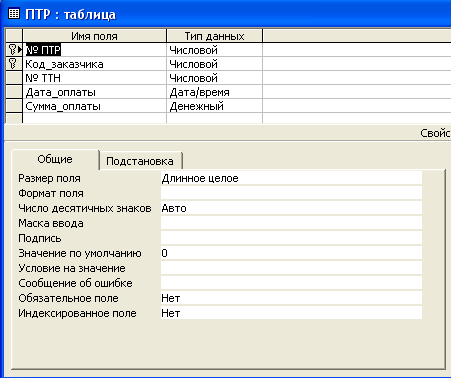 ПТР : таблица
Имя поля Тип данных
№ ПТР Числовой
Код_заказчика Числовой
№ ТТН Числовой
Дата_оплаты Дата/время
Сумма_оплаты Денежный
Свойс
Общие Подстановка
Размер поля Длинное целое
Формат поля
Число десятичных знаков Авто
Маска ввода
Подпись
Значение по умолчанию 0
Условие на значение
Сообщение об ошибке
Обязательное поле Нет
Индексированное поле Нет